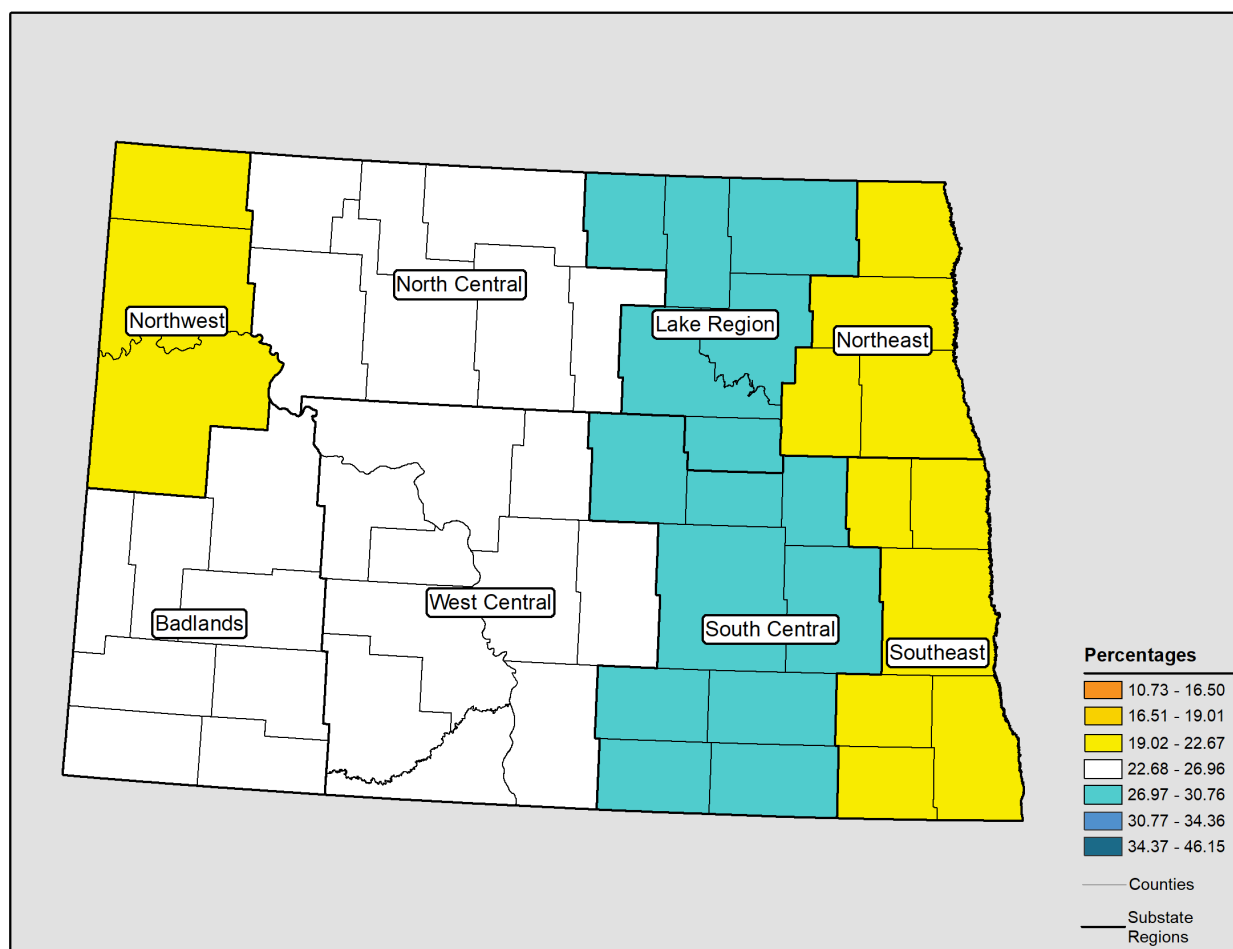 North Central
Northwest
Lake Region
Northeast
West Central
Badlands
South Central
Southeast
Percentages
10.73 - 16.50
16.51 - 19.01
19.02 - 22.67
22.68 - 26.96
26.97 - 30.76
30.77 - 34.36
34.37 - 46.15
Counties
Substate
Regions